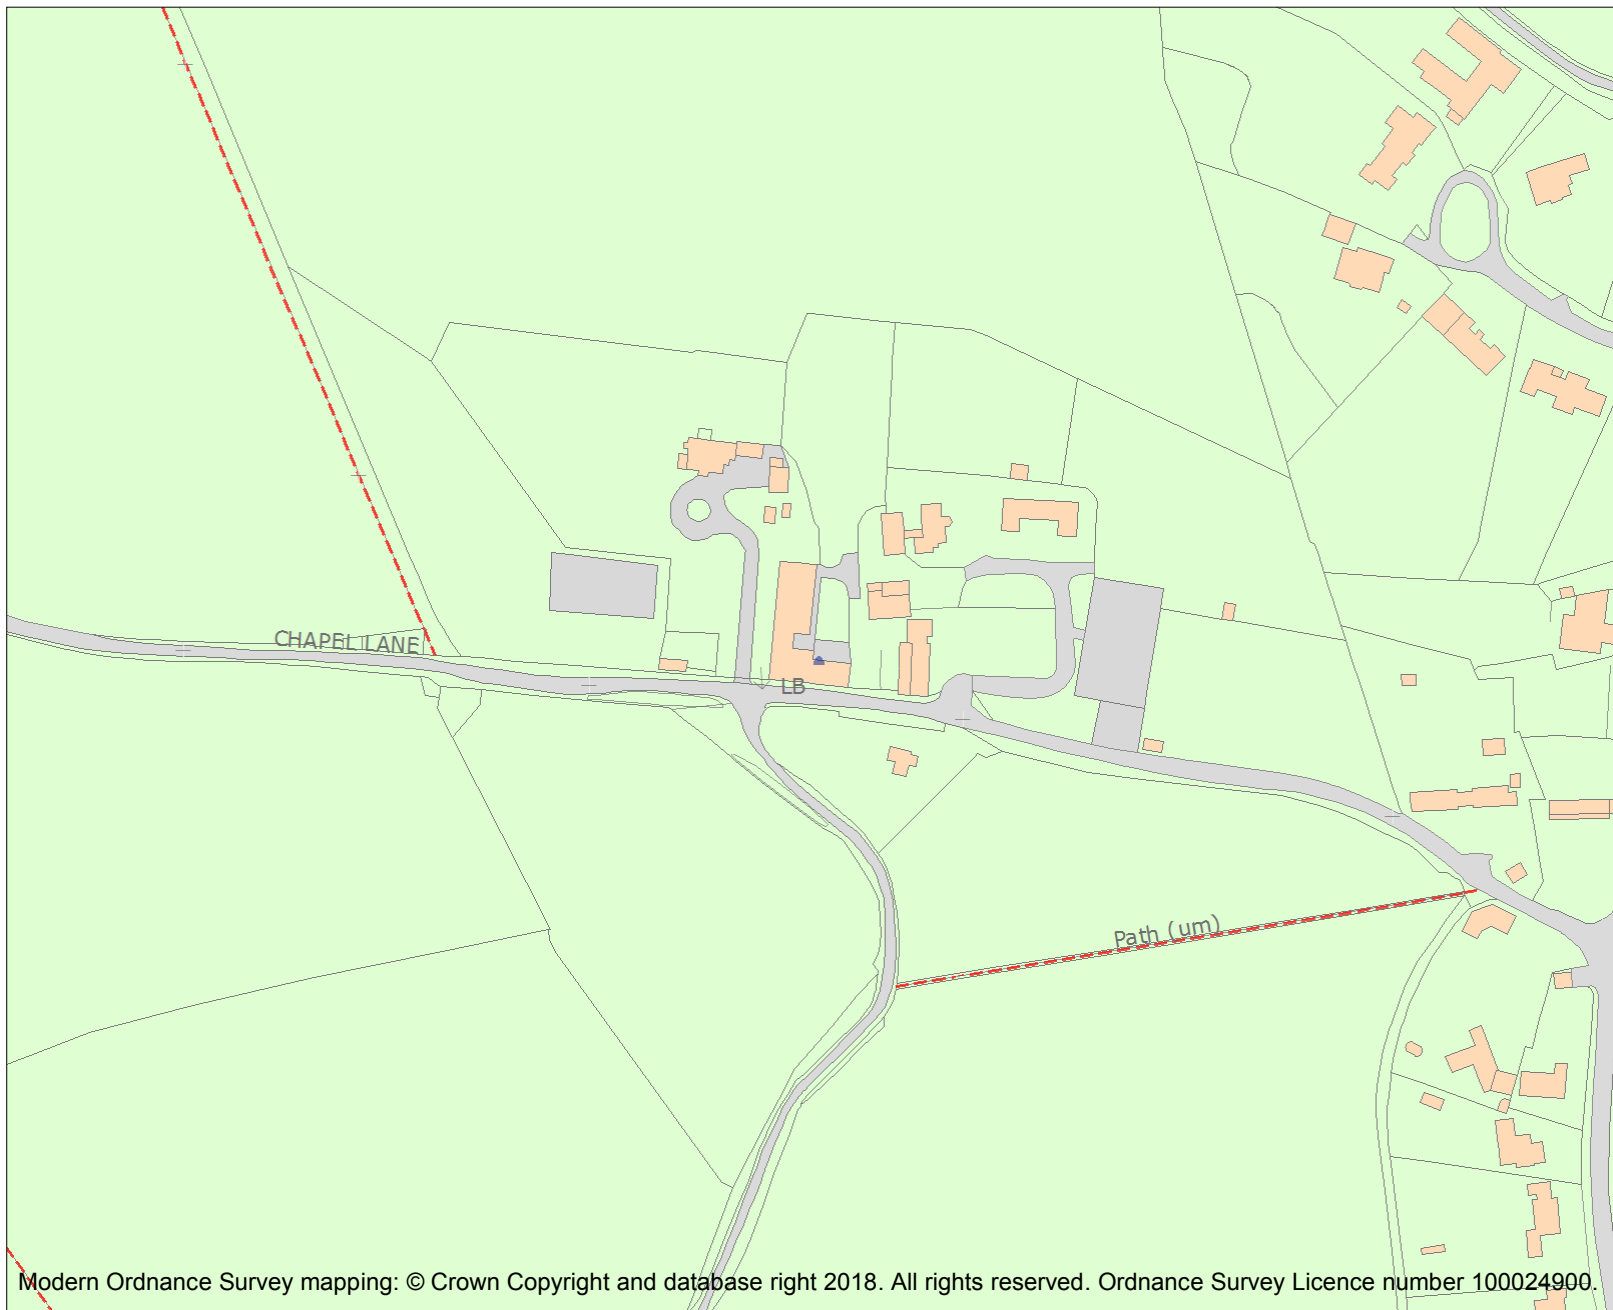 CHAPEL LANE
LB
Path (um)
Modern Ordnance Survey mapping: © Crown Copyright and database right 2018. All rights reserved. Ordnance Survey Licence number 100024900.